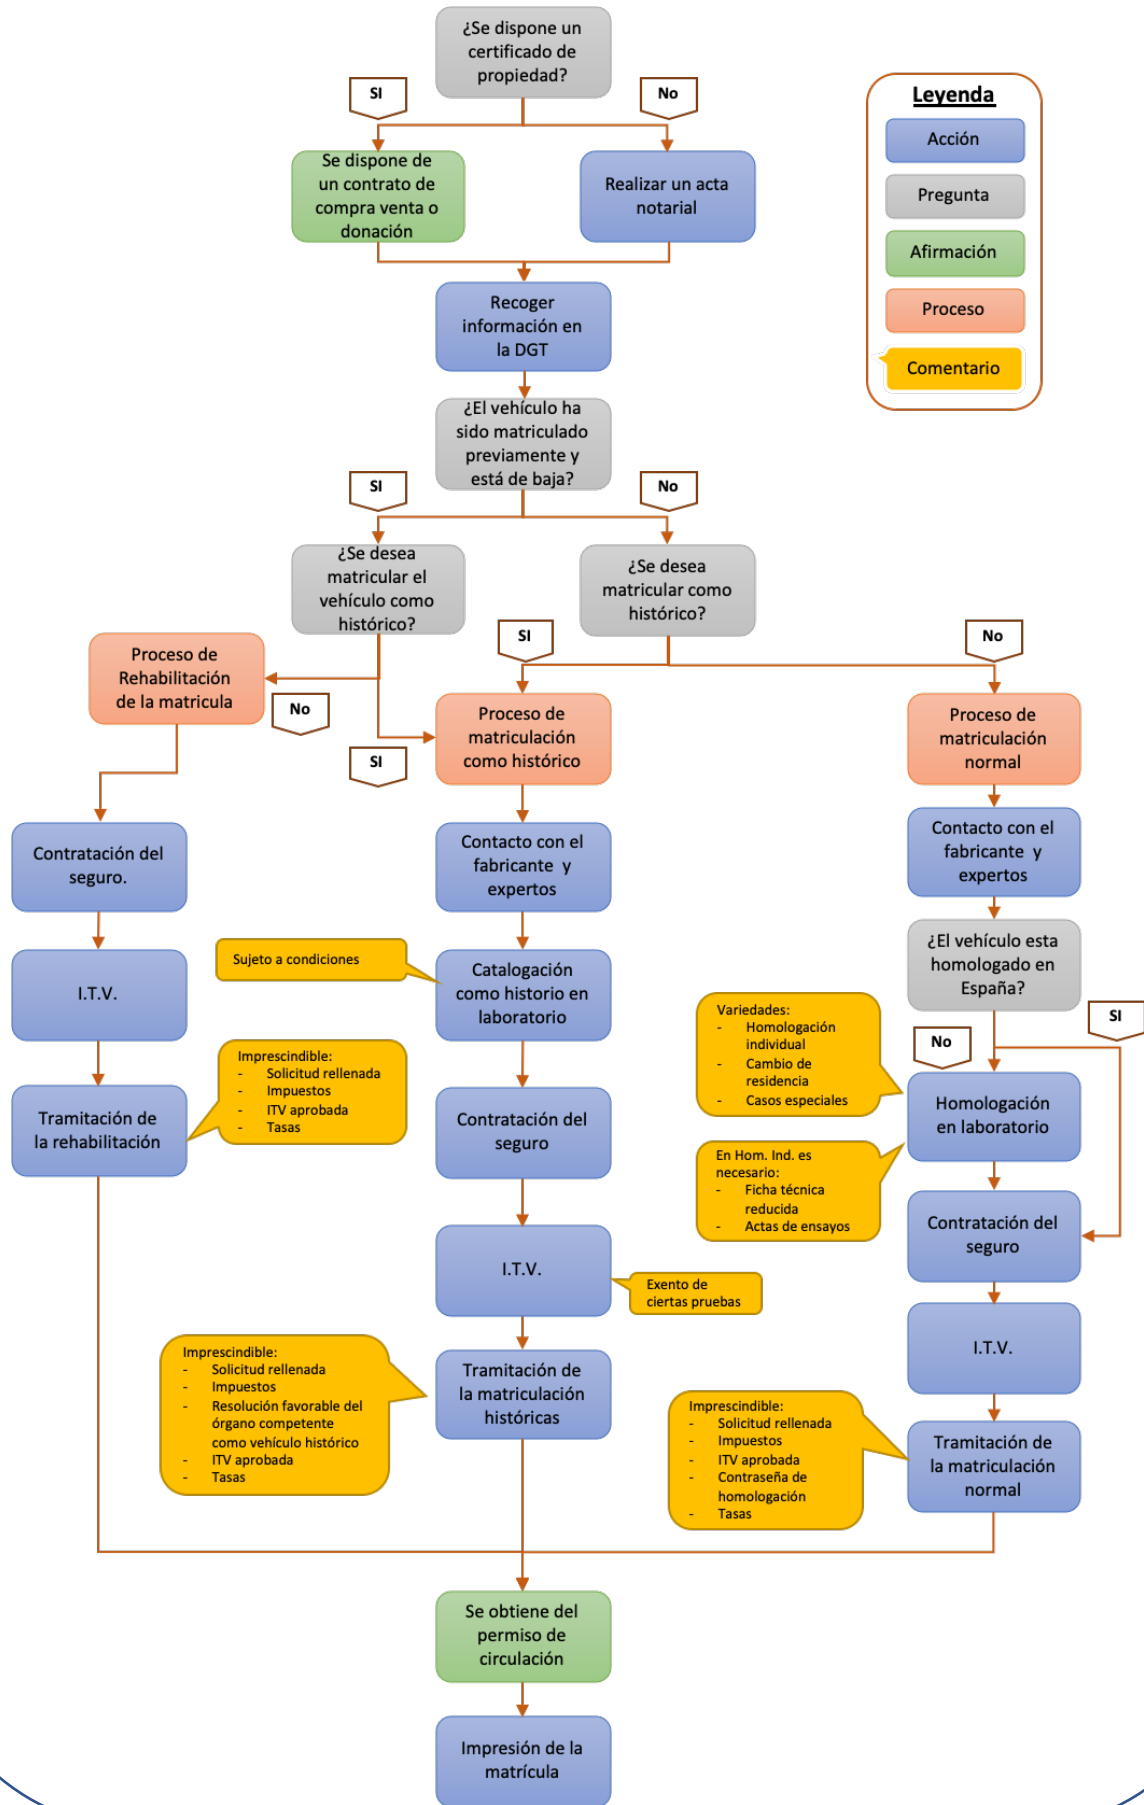 ¿Se dispone un
certificado de
propiedad?
SI
No
Leyenda
Acción
Pregunta
Afirmación
Proceso
Comentario
Se dispone de
un contrato de
compra venta o
donación
Realizar un acta
notarial
Recoger
información en
la DGT
¿El vehículo ha
sido matriculado
previamente y
está de baja?
SI
No
¿Se desea
matricular el
vehículo como
histórico?
¿Se desea
matricular como
histórico?
SI
No
Proceso de
Rehabilitación
de la matricula
No
SI
Proceso de
matriculación
como histórico
Proceso de
matriculación
normal
Contratación del
seguro.
Contacto con el
fabricante y
expertos
Contacto con el
fabricante y
expertos
¿El vehículo esta
homologado en
España?
Sujeto a condiciones
I.T.V.
Catalogación
como historio en
laboratorio
Variedades:
- Homologación
individual
- Cambio de
residencia
- Casos especiales
No
SI
Imprescindible:
- Solicitud rellenada
- Impuestos
- ITV aprobada
- Tasas
Tramitación de
la rehabilitación
Contratación del
seguro
Homologación
en laboratorio
En Hom. Ind. es
necesario:
- Ficha técnica
reducida
- Actas de ensayos
Contratación del
seguro
I.T.V.
Exento de
ciertas pruebas
I.T.V.
Imprescindible:
- Solicitud rellenada
- Impuestos
- Resolución favorable del
órgano competente
como vehículo histórico
- ITV aprobada
- Tasas
Tramitación de
la matriculación
históricas
Imprescindible:
- Solicitud rellenada
- Impuestos
- ITV aprobada
- Contraseña de
homologación
- Tasas
Tramitación de
la matriculación
normal
Se obtiene del
permiso de
circulación
Impresión de la
matrícula